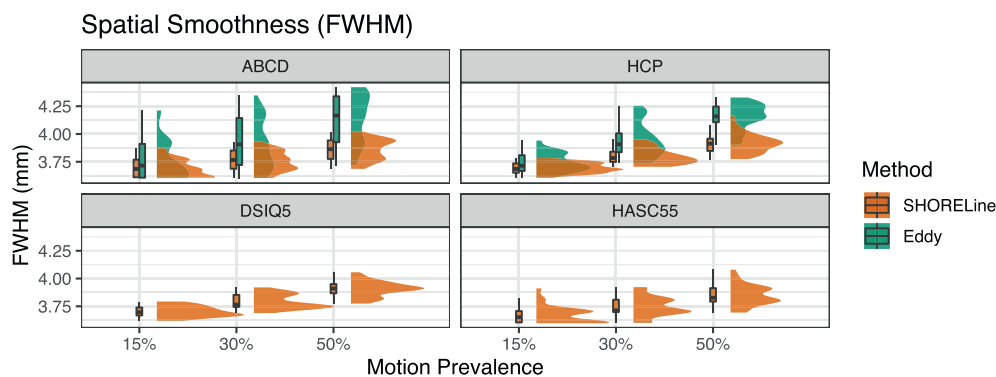 Spatial Smoothness (FWHM)
ABCD
HCP
4.25
4.00
3.75
DSIQ5
HASC55
4.25
4.00
3.75
15%
30%
50%
15%
30%
50%
FWHM (mm)
Motion Prevalence
Method
SHORELine
Eddy